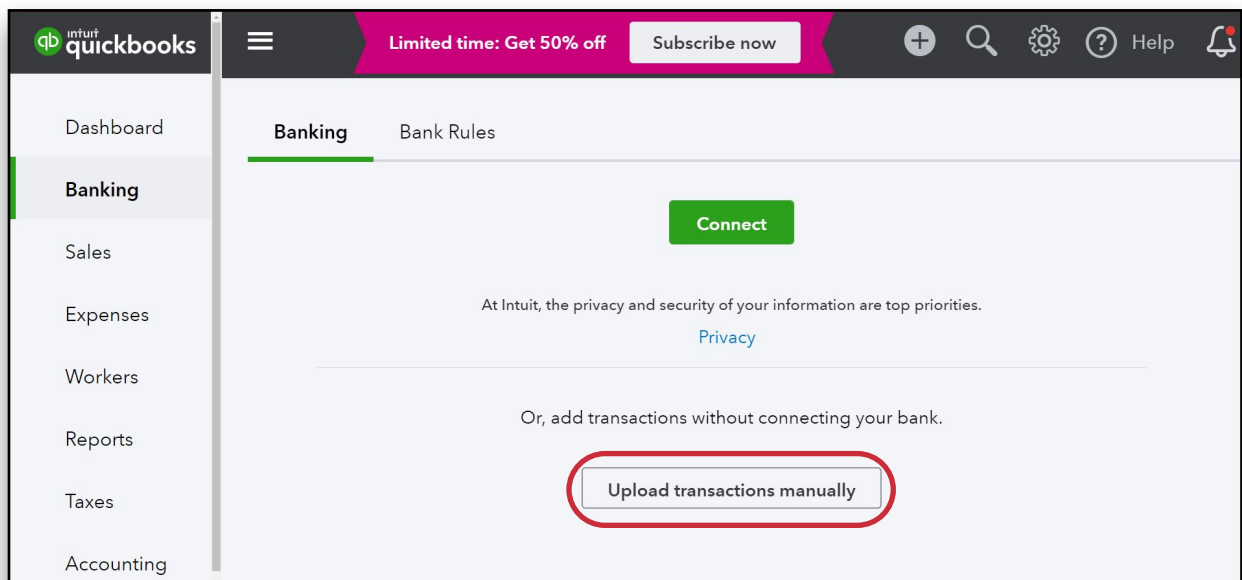 qb intuit quickbooks
Limited time: Get 50% off
Subscribe now
? Help
Dashboard
Banking
Sales
Expenses
Workers
Reports
Taxes
Accounting
Banking
Bank Rules
Connect
At Intuit, the privacy and security of your information are top priorities.
Privacy
Or, add transactions without connecting your bank.
Upload transactions manually